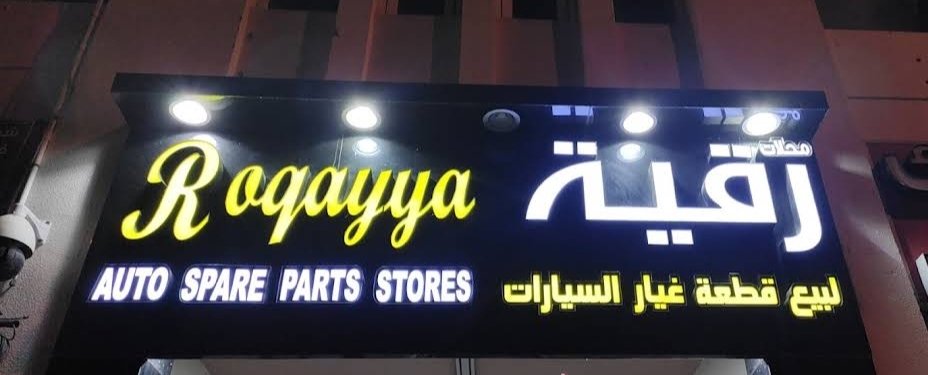 Roqayya
AUTO SPARE PARTS STORES
محلات
رقية
لبيع قطعة غيار السيارات